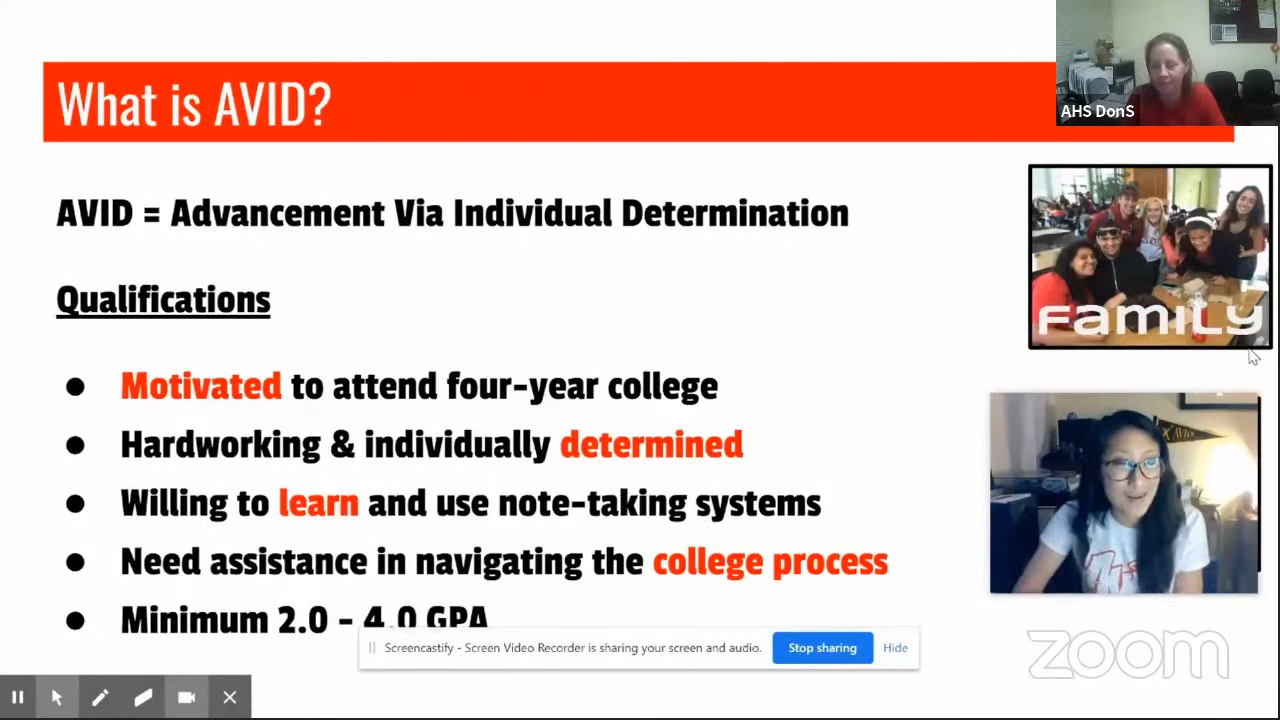 What is AVID?
AHS DonS
AVID = Advancement Via Individual Determination
FAMILY
Qualifications
● Motivated to attend four-year college
● Hardworking & individually determined
AVID
● Willing to learn and use note-taking systems
● Need assistance in navigating the college process
● Minimum 2.0 - 4.0 GPA
Screencastify - Screen Video Recorder is sharing your screen and audio.
Stop sharing
Hide
zoom